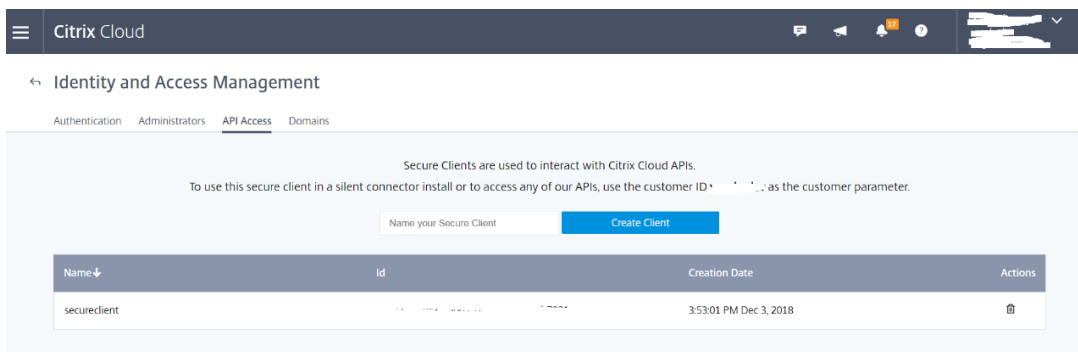 Citrix Cloud
17
Identity and Access Management
Authentication Administrators API Access Domains
Secure Clients are used to interact with Citrix Cloud APIs.
To use this secure client in a silent connector install or to access any of our APIs, use the customer ID as the customer parameter.
Name your Secure Client Create Client
Name Id Creation Date Actions
secureclient 3:53:01 PM Dec 3, 2018